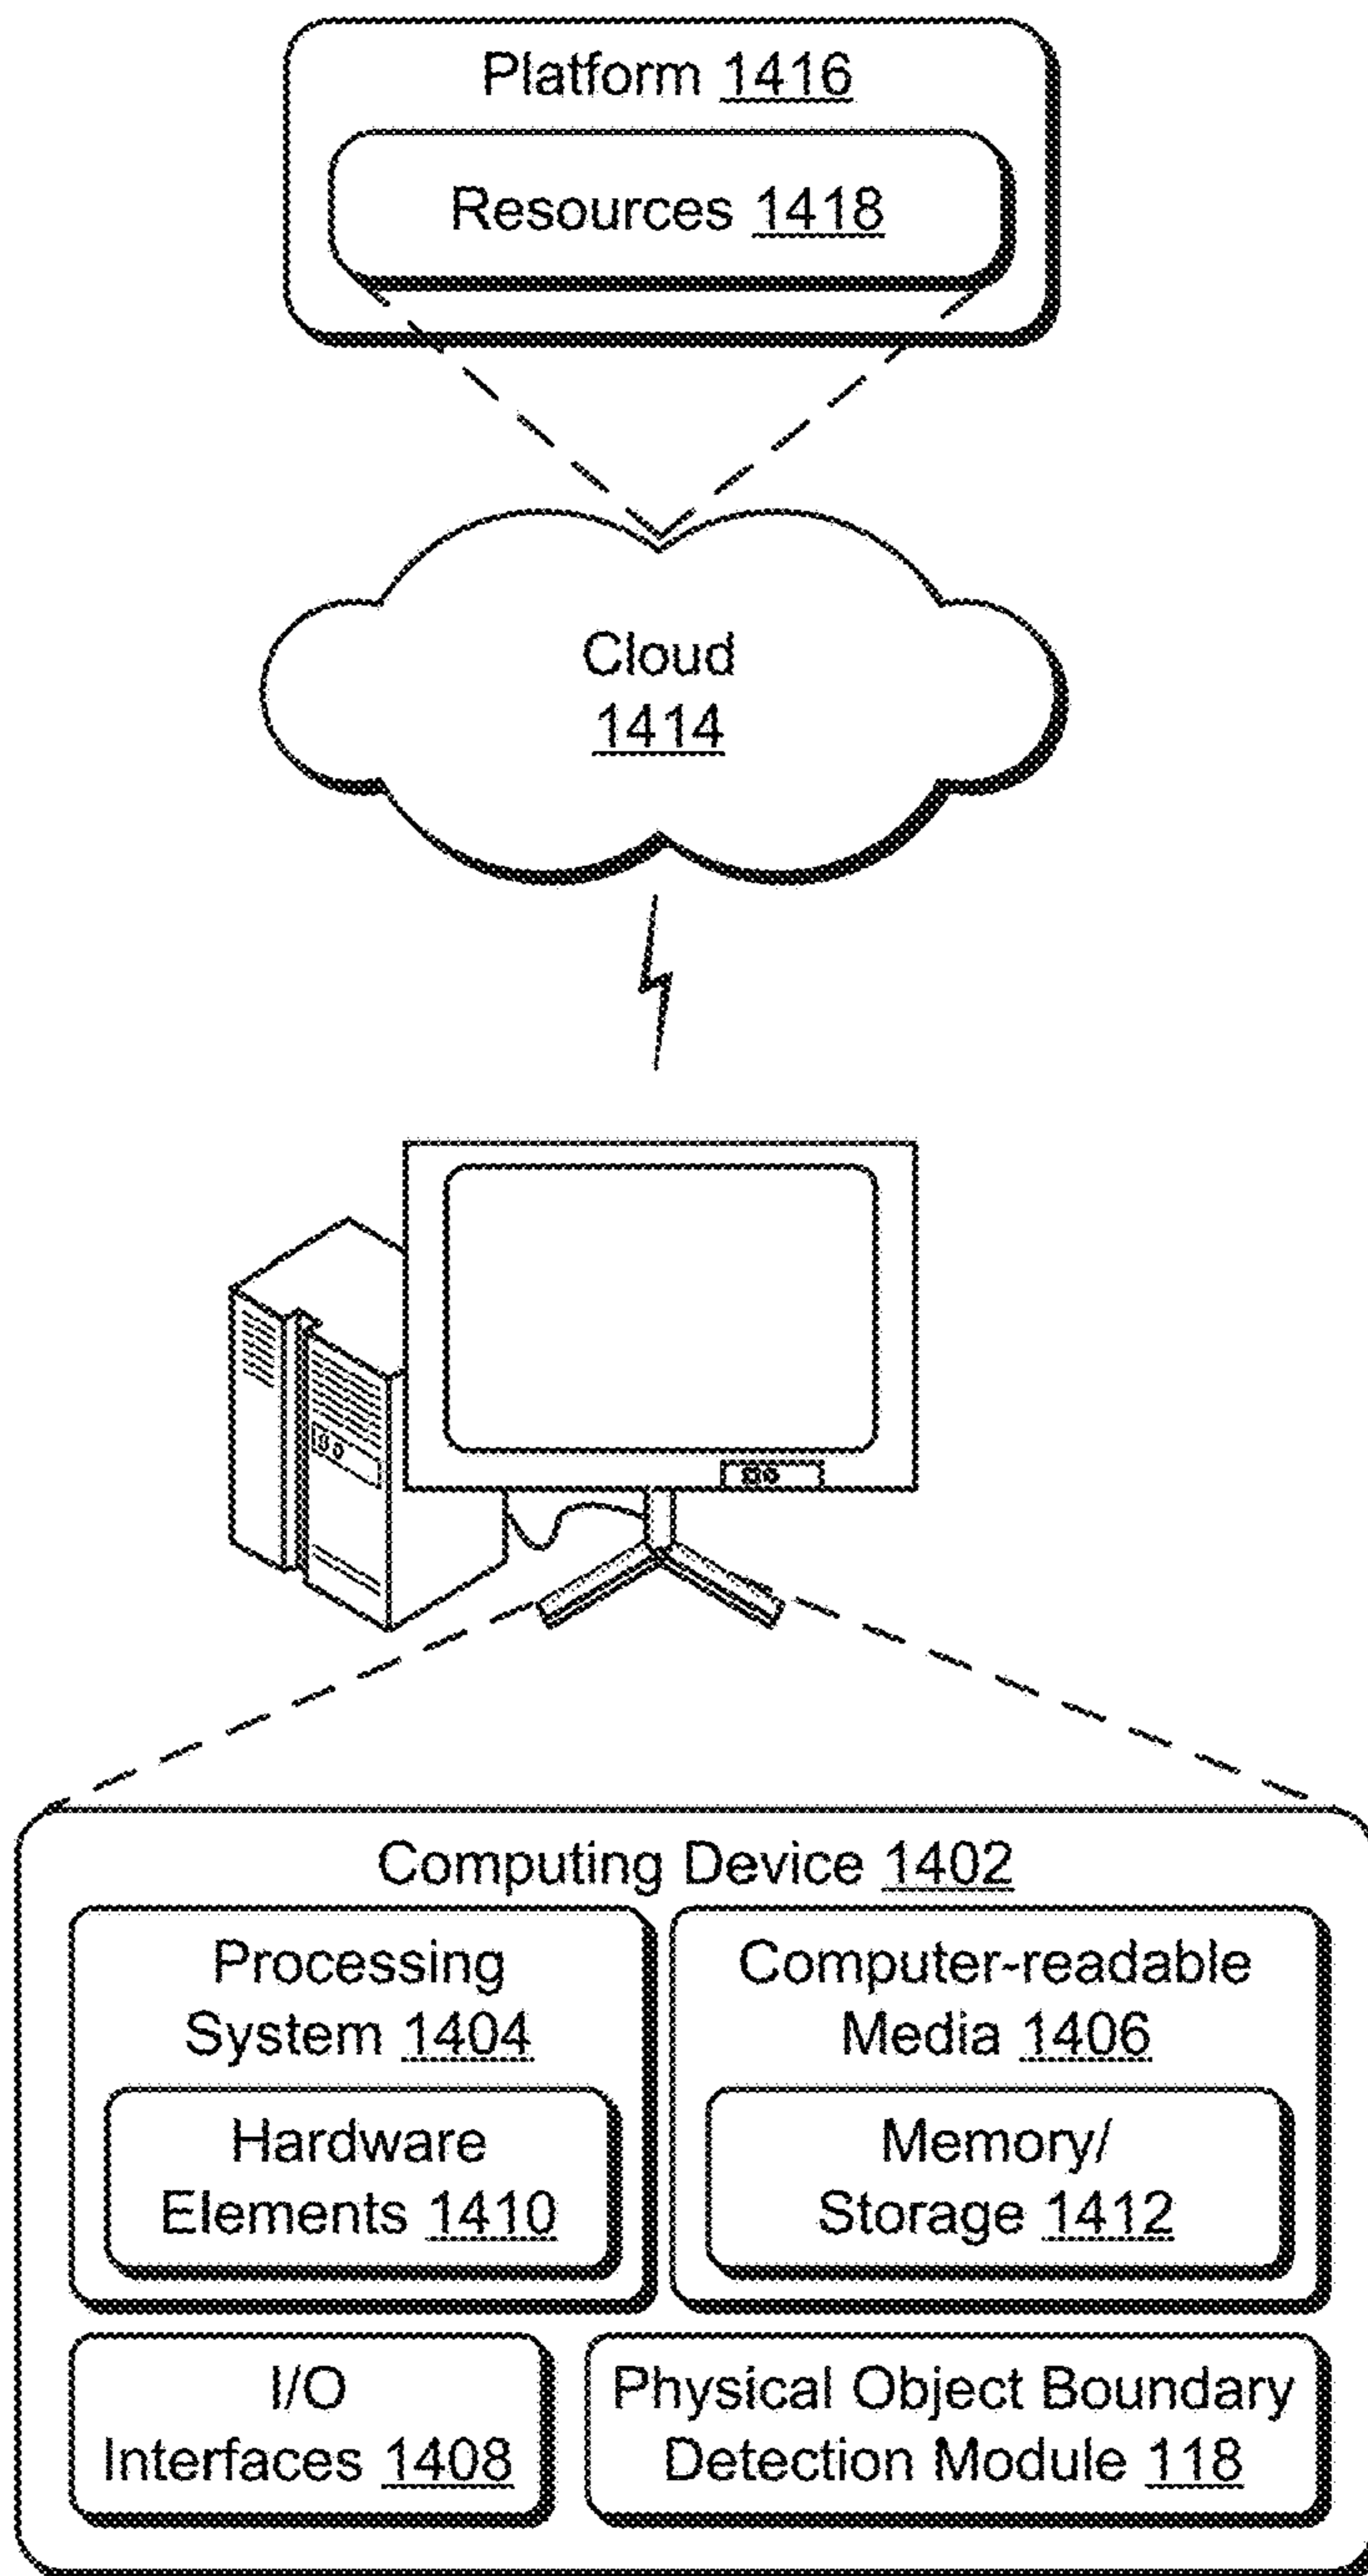 Platform 1416
Resources 1418
Cloud
1414
Computing Device 1402
Processing
System 1404
Hardware
Elements 1410
Computer-readable
Media 1406
Memory/
Storage 1412
I/O
Interfaces 1408
Physical Object Boundary
Detection Module 118